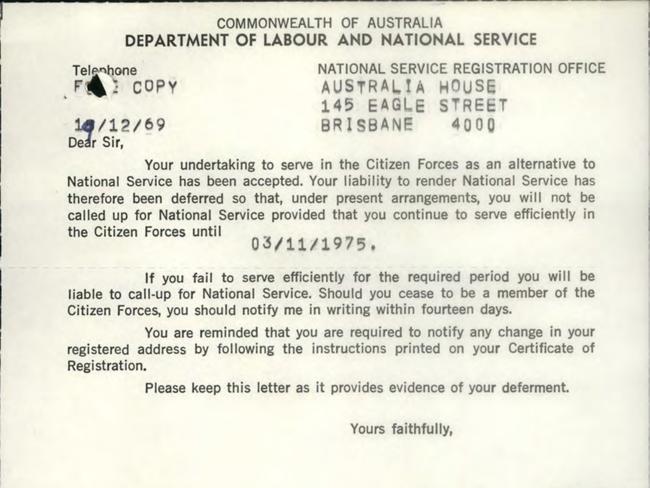 COMMONWEALTH OF AUSTRALIA
DEPARTMENT OF LABOUR AND NATIONAL SERVICE
Telephone
COPY
/12/69
NATIONAL SERVICE REGISTRATION OFFICE
AUSTRALIA HOUSE
145 EAGLE STREET
BRISBANE 4000
Dear Sir,
Your undertaking to serve in the Citizen Forces as an alternative to
National Service has been accepted. Your liability to render National Service has
therefore been deferred so that, under present arrangements, you will not be
called up for National Service provided that you continue to serve efficiently in
the Citizen Forces until
03/11/1975.
If you fail to serve efficiently for the required period you will be
liable to call-up for National Service. Should you cease to be a member of the
Citizen Forces, you should notify me in writing within fourteen days.
You are reminded that you are required to notify any change in your
registered address by following the instructions printed on your Certificate of
Registration.
Please keep this letter as it provides evidence of your deferment.
Yours faithfully,